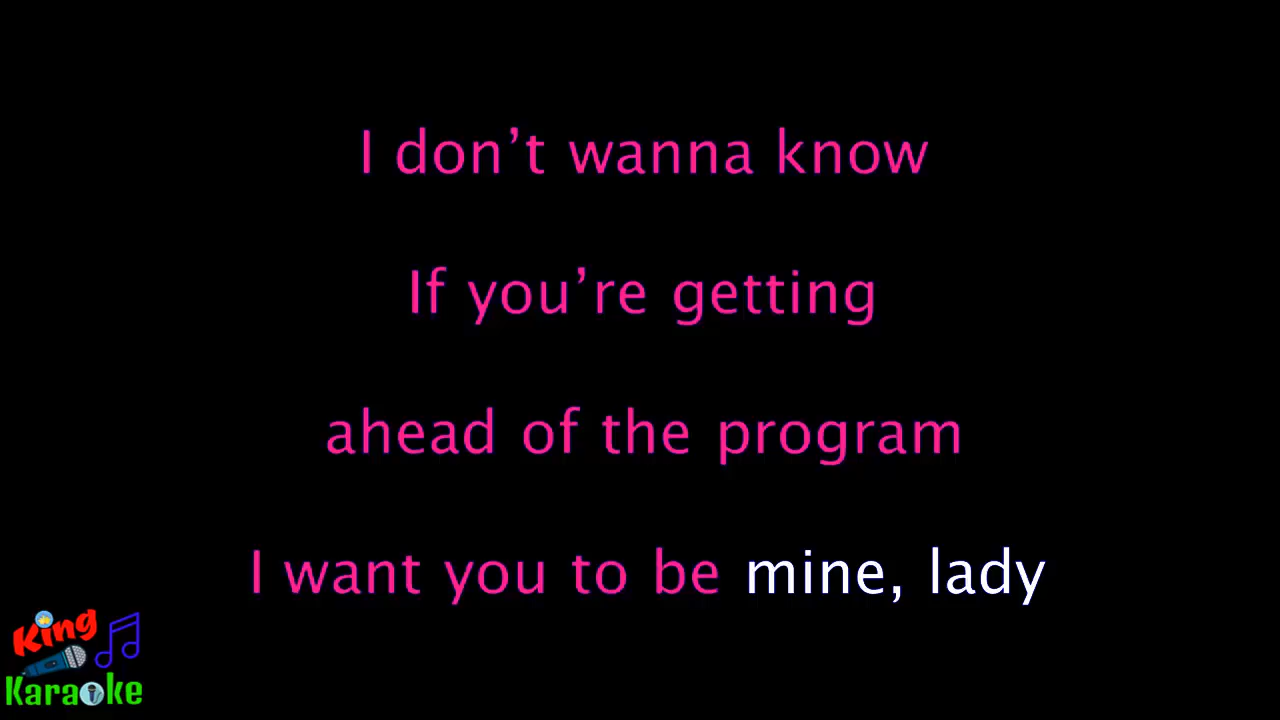 I don’t wanna know
If you’re getting
ahead of the program
I want you to be mine, lady
King
Karaoke